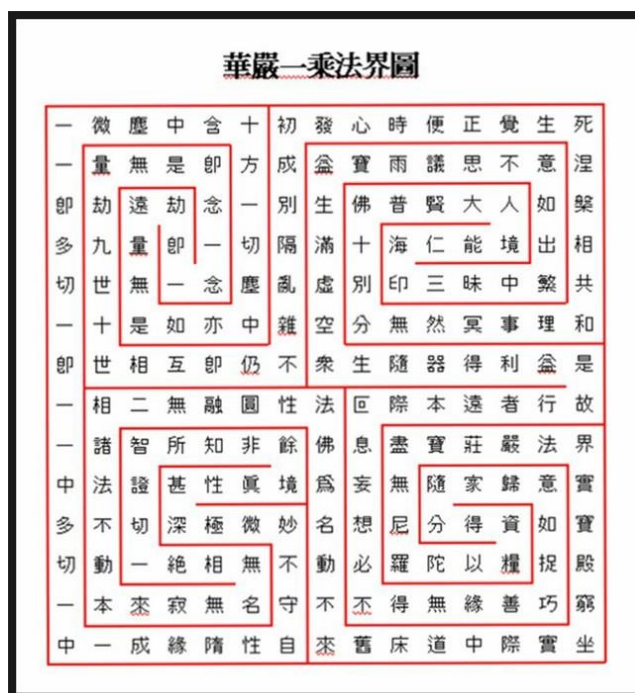 華嚴一乘法界圖
一 微 塵 中 含 十 初 發 心 時 便 正 覺 生 死
一 量 無 是 卽 方 成 益 寶 雨 議 思 不 意 涅
卽 劫 遠 劫 念 一 別 生 佛 普 賢 大 人 如 槃
多 九 量 卽 一 切 隔 滿 十 海 仁 能 境 出 相
切 世 無 一 念 塵 亂 虛 別 印 三 昧 中 繁 共
一 十 是 如 亦 中 雜 空 分 無 然 冥 事 理 和
卽 世 相 互 卽 仍 不 衆 生 隨 器 得 利 益 是
一 相 二 無 融 圓 性 法 叵 際 本 遠 者 行 故
一 諸 智 所 知 非 餘 佛 息 盡 寶 莊 嚴 法 界
中 法 證 甚 性 眞 境 爲 妄 無 隨 家 歸 意 實
多 不 切 深 極 微 妙 名 想 尼 分 得 資 如 寶
切 動 一 絶 相 無 不 動 必 羅 陀 以 糧 捉 殿
一 本 來 寂 無 名 守 不 不 得 無 緣 善 巧 窮
中 一 成 緣 隋 性 自 來 舊 床 道 中 際 實 坐